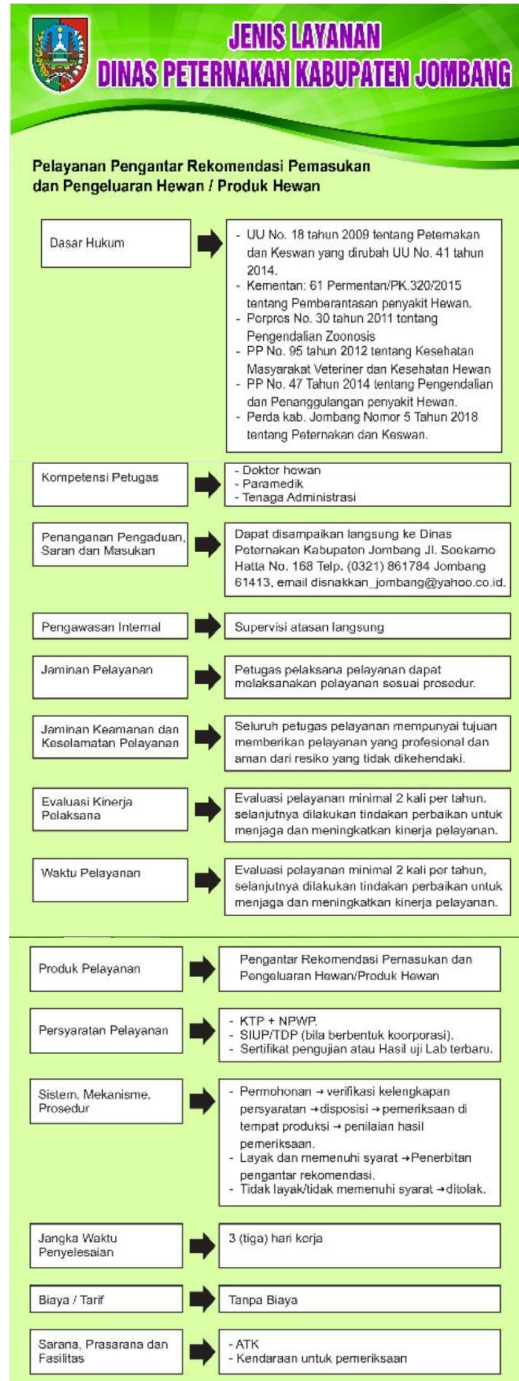 JENIS LAYANAN
DINAS PETERNAKAN KABUPATEN JOMBANG
Pelayanan Pengantar Rekomendasi Pemasukan
dan Pengeluaran Hewan / Produk Hewan
Dasar Hukum
- UU No. 18 tahun 2009 tentang Peternakan
dan Keswan yang dirubah UU No. 41 tahun
2014.
- Kementan: 61 Permentan/PK.320/2015
tentang Pemberantasan penyakit Hewan.
- Perpres No. 30 tahun 2011 tentang
Pengendalian Zoonosis
- PP No. 95 tahun 2012 tentang Kesehatan
Masyarakat Veteriner dan Kesehatan Hewan
- PP No. 47 Tahun 2014 tentang Pengendalian
dan Penanggulangan penyakit Hewan.
- Perda kab. Jombang Nomor 5 Tahun 2018
tentang Peternakan dan Keswan.
Kompetensi Petugas
- Dokter hewan
- Paramedik
- Tenaga Administrasi
Penanganan Pengaduan,
Saran dan Masukan
Dapat disampaikan langsung ke Dinas
Peternakan Kabupaten Jombang Jl. Soekarno
Hatta No. 168 Telp. (0321) 861784 Jombang
61413, email disnakkan_jombang@yahoo.co.id.
Pengawasan Internal
Supervisi atasan langsung
Jaminan Pelayanan
Petugas pelaksana pelayanan dapat
melaksanakan pelayanan sesuai prosedur.
Jaminan Keamanan dan
Keselamatan Pelayanan
Seluruh petugas pelayanan mempunyai tujuan
memberikan pelayanan yang profesional dan
aman dari resiko yang tidak dikehendaki.
Evaluasi Kinerja
Pelaksana
Evaluasi pelayanan minimal 2 kali per tahun,
selanjutnya dilakukan tindakan perbaikan untuk
menjaga dan meningkatkan kinerja pelayanan.
Waktu Pelayanan
Evaluasi pelayanan minimal 2 kali per tahun,
selanjutnya dilakukan tindakan perbaikan untuk
menjaga dan meningkatkan kinerja pelayanan.
Produk Pelayanan
Pengantar Rekomendasi Pemasukan dan
Pengeluaran Hewan/Produk Hewan
Persyaratan Pelayanan
- KTP + NPWP.
- SIUP/TDP (bila berbentuk koorporasi).
- Sertifikat pengujian atau Hasil uji Lab terbaru.
Sistem, Mekanisme,
Prosedur
- Permohonan → verifikasi kelengkapan
persyaratan → disposisi → pemeriksaan di
tempat produksi → penilaian hasil
pemeriksaan.
- Layak dan memenuhi syarat → Penerbitan
pengantar rekomendasi.
- Tidak layak/tidak memenuhi syarat → ditolak.
Jangka Waktu
Penyelesaian
3 (tiga) hari kerja
Biaya / Tarif
Tanpa Biaya
Sarana, Prasarana dan
Fasilitas
- ATK
- Kendaraan untuk pemeriksaan